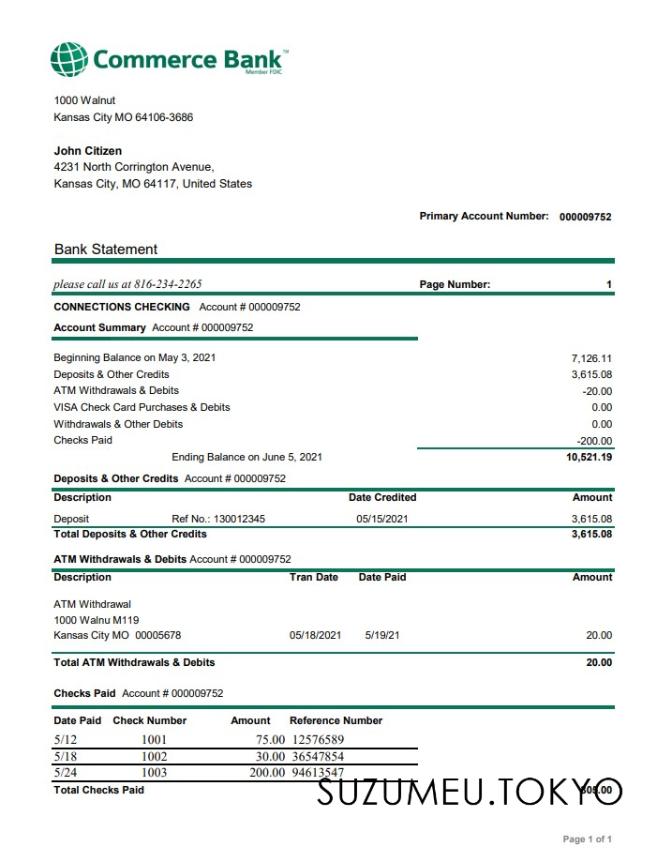 Commerce Bank™
Member FDIC
1000 Walnut
Kansas City MO 64106-3686
John Citizen
4231 North Corrington Avenue,
Kansas City, MO 64117, United States
Primary Account Number: 000009752
Bank Statement
please call us at 816-234-2265 Page Number: 1
CONNECTIONS CHECKING Account # 000009752
Account Summary Account # 000009752
Beginning Balance on May 3, 2021 7,126.11
Deposits & Other Credits 3,615.08
ATM Withdrawals & Debits -20.00
VISA Check Card Purchases & Debits 0.00
Withdrawals & Other Debits 0.00
Checks Paid -200.00
Ending Balance on June 5, 2021 10,521.19
Deposits & Other Credits Account # 000009752
Description Date Credited Amount
Deposit Ref No.: 130012345 05/15/2021 3,615.08
Total Deposits & Other Credits 3,615.08
ATM Withdrawals & Debits Account # 000009752
Description Tran Date Date Paid Amount
ATM Withdrawal
1000 Walnu M119
Kansas City MO 00005678 05/18/2021 5/19/21 20.00
Total ATM Withdrawals & Debits 20.00
Checks Paid Account # 000009752
Date Paid Check Number Amount Reference Number
5/12 1001 75.00 12576589
5/18 1002 30.00 36547854
5/24 1003 200.00 94613547
Total Checks Paid 305.00
SUZUMEU.TOKYO
Page 1 of 1